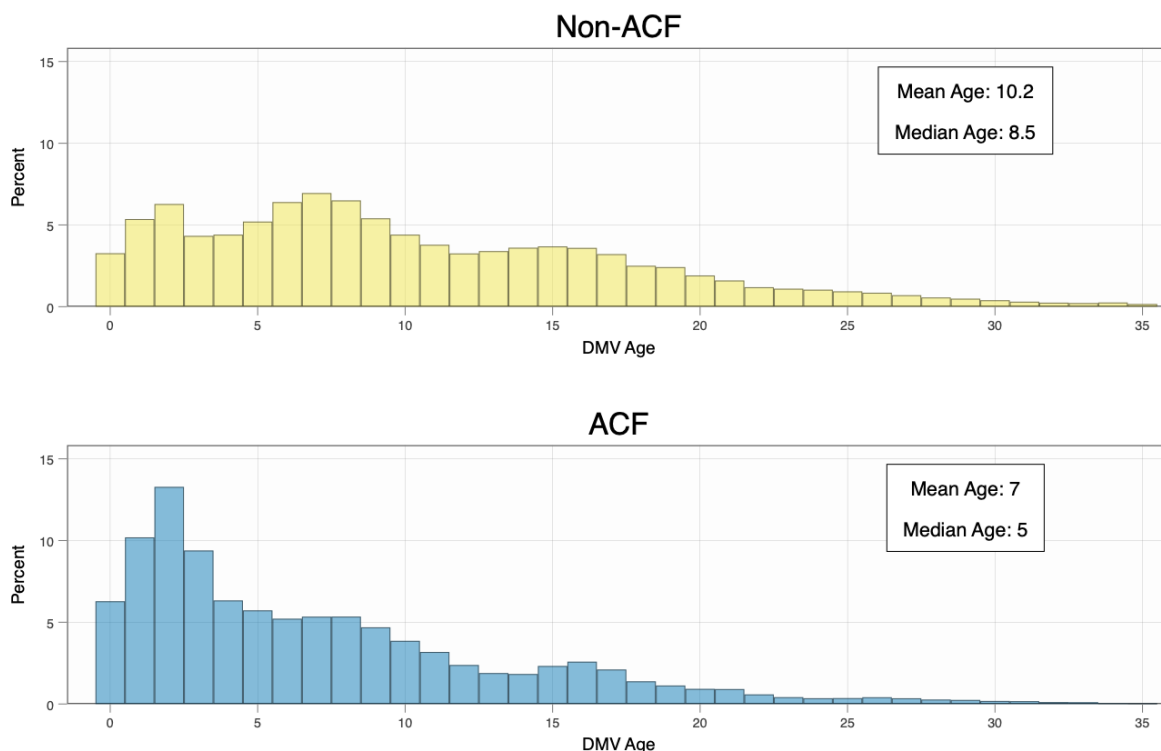 Non-ACF
15
10
5
0
Percent
Mean Age: 10.2
Median Age: 8.5
0 5 10 15 20 25 30 35
DMV Age
ACF
15
10
5
0
Percent
Mean Age: 7
Median Age: 5
0 5 10 15 20 25 30 35
DMV Age